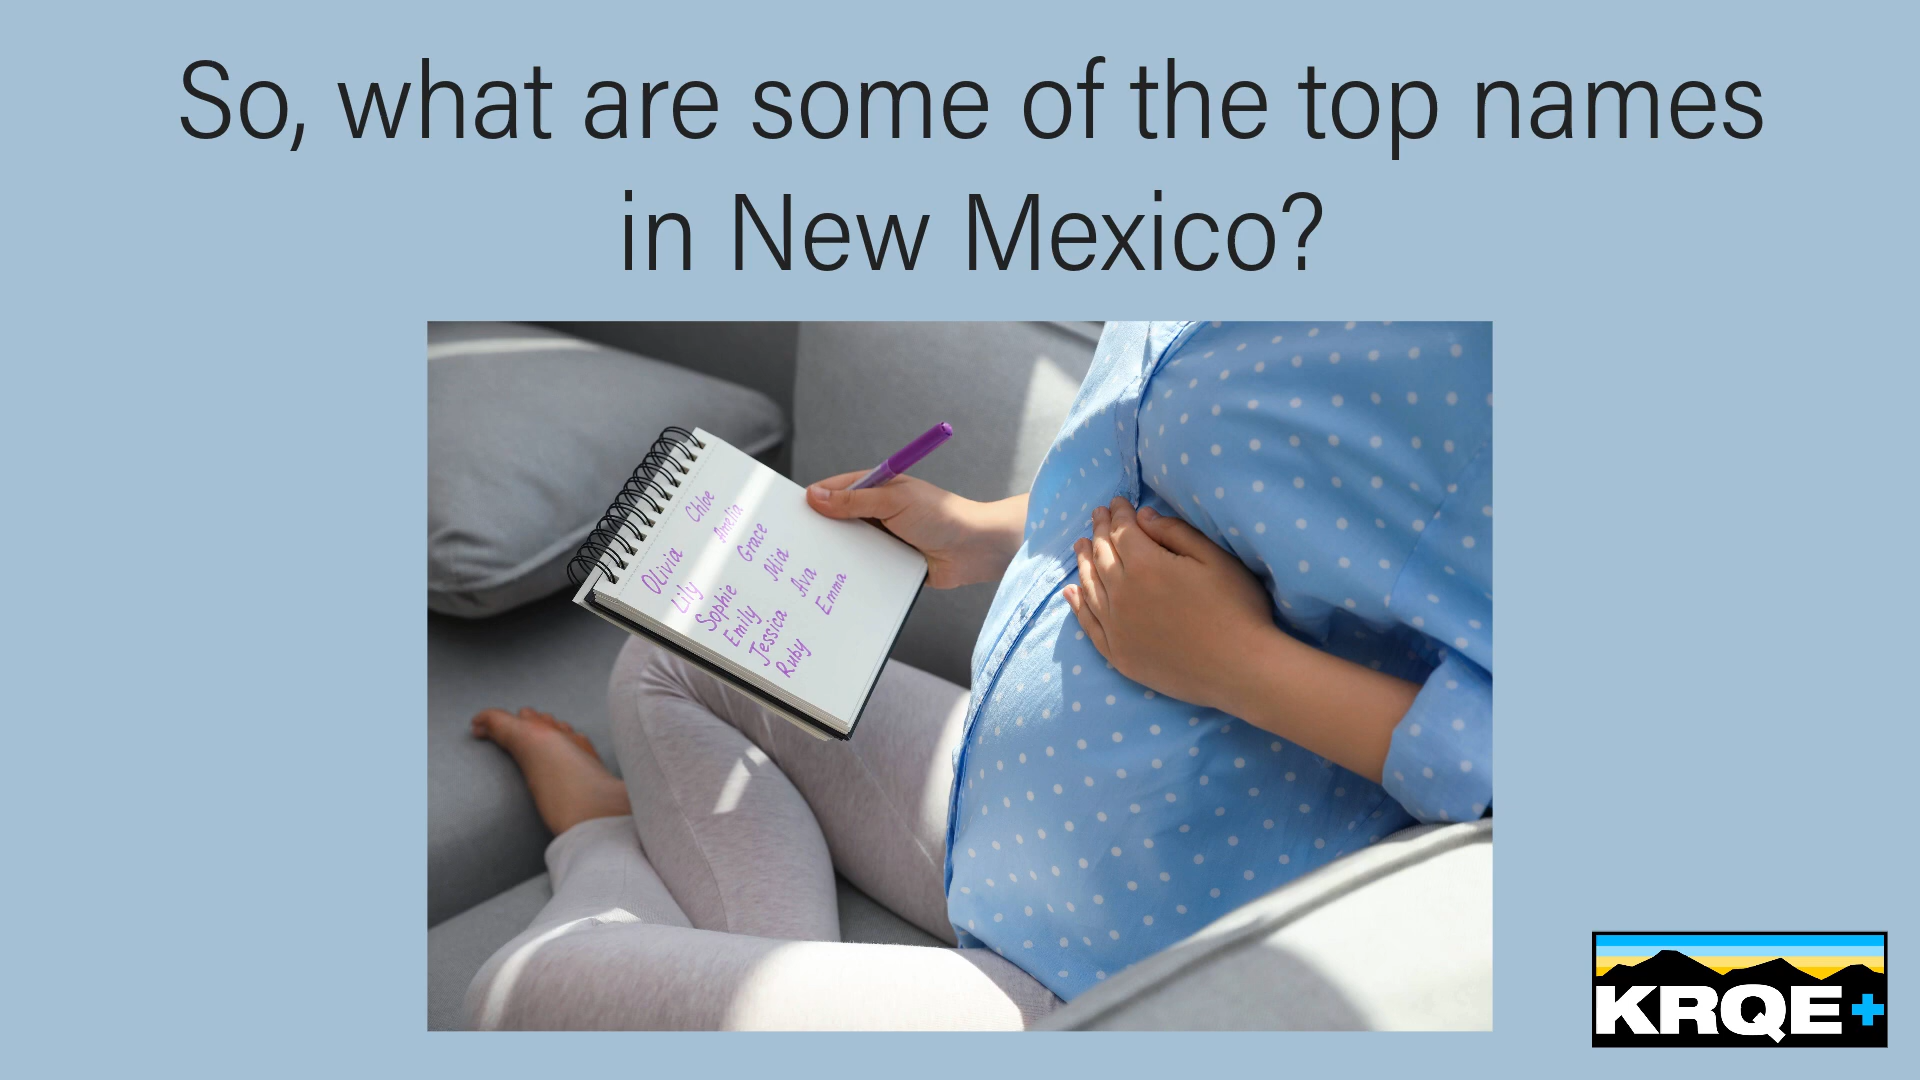 So, what are some of the top names
in New Mexico?
Chloe
Amelia
Grace
Mia
Ava
Emma
Olivia
Lily
Sophie
Emily
Jessica
Ruby
KRQE+